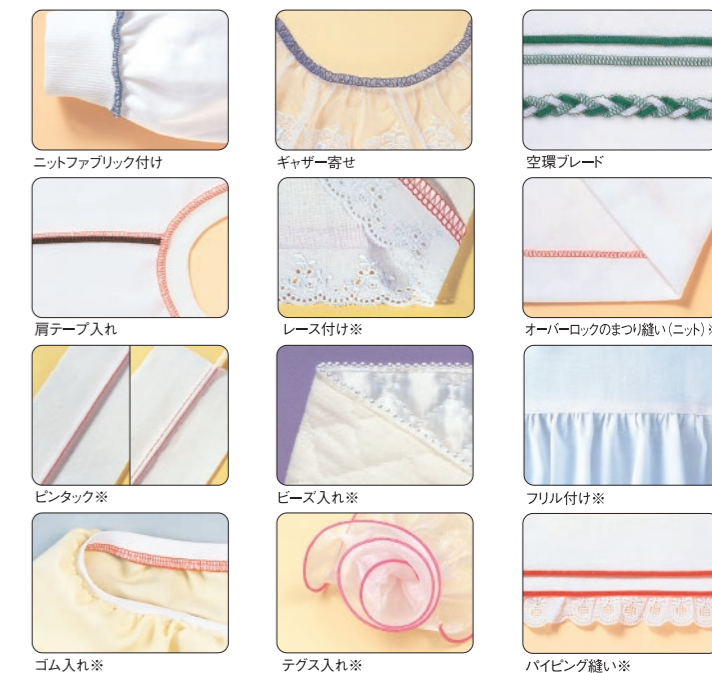 ニットファブリック付け
ギャザー寄せ
空環ブレード
肩テープ入れ
レース付け※
オーバーロックのまつり縫い(ニット)※
ピンタック※
ビーズ入れ※
フリル付け※
ゴム入れ※
テグス入れ※
パイピング縫い※